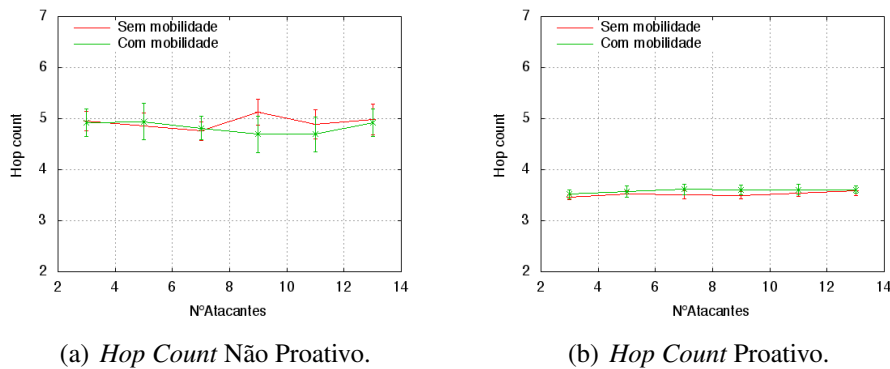 7
6
5
4
3
2
Hop count
Sem mobilidade
Com mobilidade
2 4 6 8 10 12 14
N°Atacantes
(a) Hop Count Não Proativo.
7
6
5
4
3
2
Hop count
Sem mobilidade
Com mobilidade
2 4 6 8 10 12 14
N°Atacantes
(b) Hop Count Proativo.